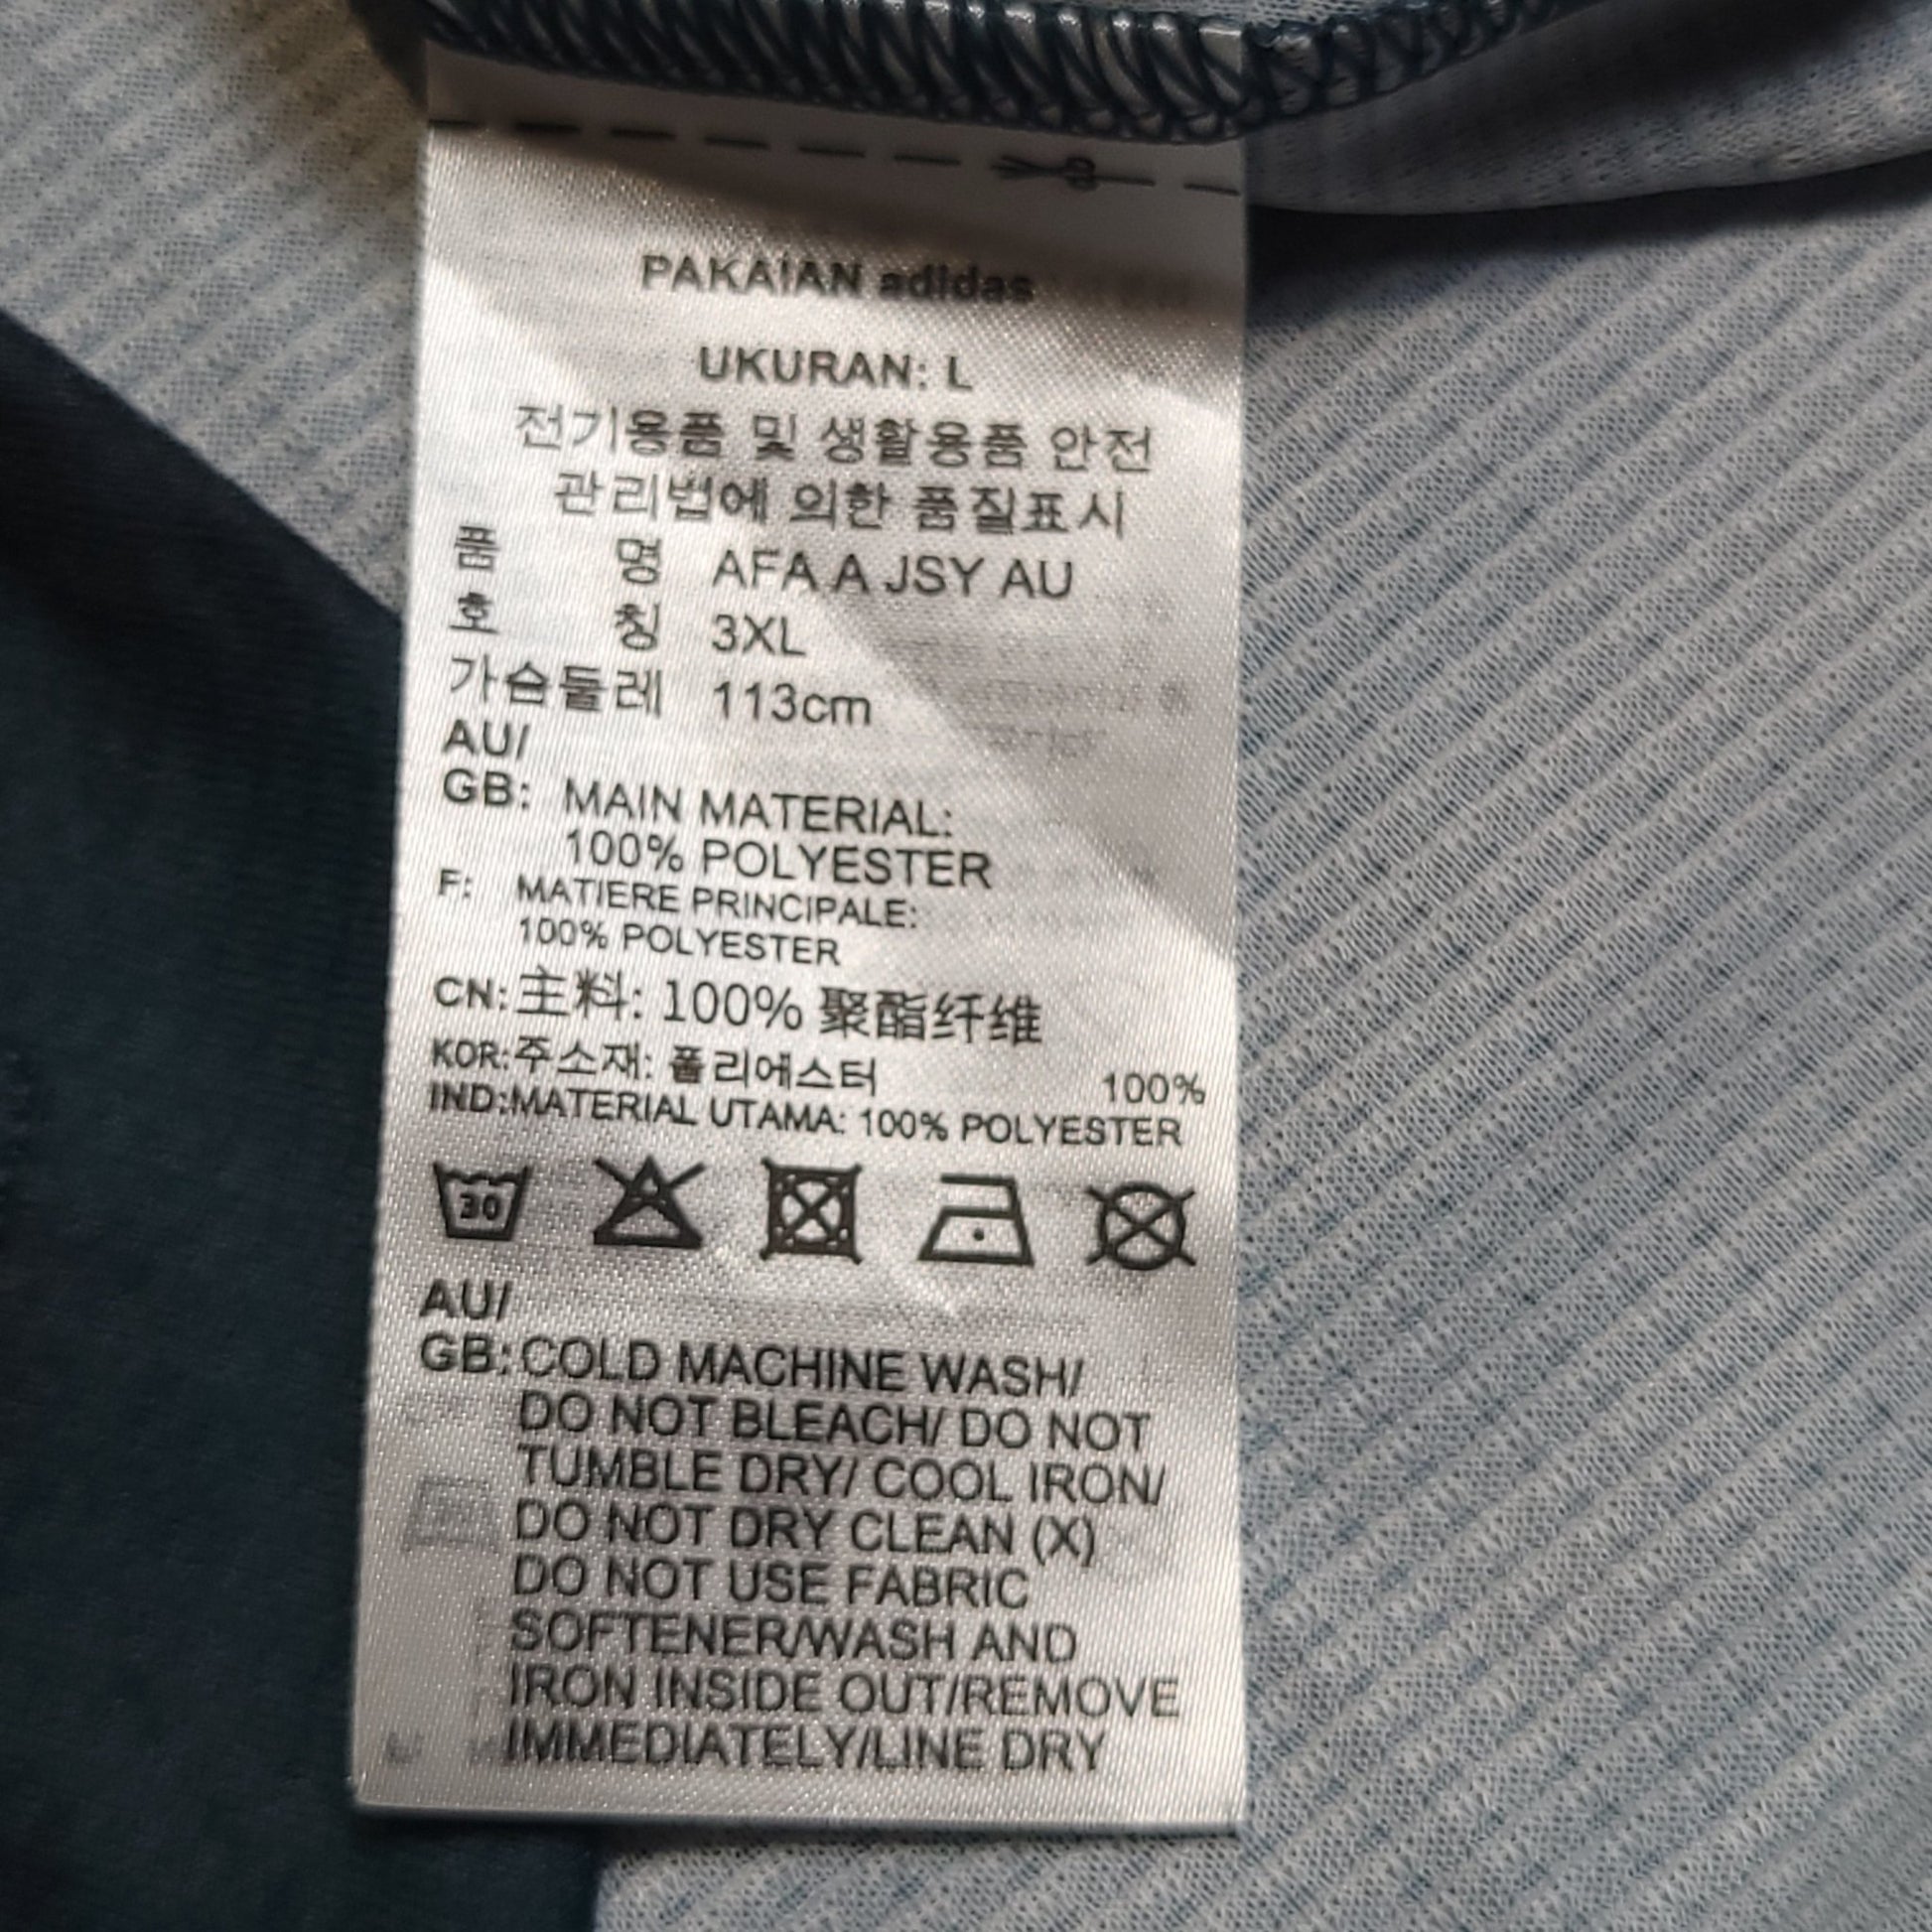 PAKAIAN adidas
UKURAN: L
전기용품 및 생활용품 안전
관리법에 의한 품질표시
품 명 AFA A JSY AU
호 칭 3XL
가슴둘레 113cm
AU/
GB: MAIN MATERIAL:
100% POLYESTER
F: MATIERE PRINCIPALE:
100% POLYESTER
CN:主料: 100% 聚酯纤维
KOR:주소재: 폴리에스터 100%
IND:MATERIAL UTAMA: 100% POLYESTER
30
AU/
GB:COLD MACHINE WASH/
DO NOT BLEACH/ DO NOT
TUMBLE DRY/ COOL IRON/
DO NOT DRY CLEAN (X)
DO NOT USE FABRIC
SOFTENER/WASH AND
IRON INSIDE OUT/REMOVE
IMMEDIATELY/LINE DRY